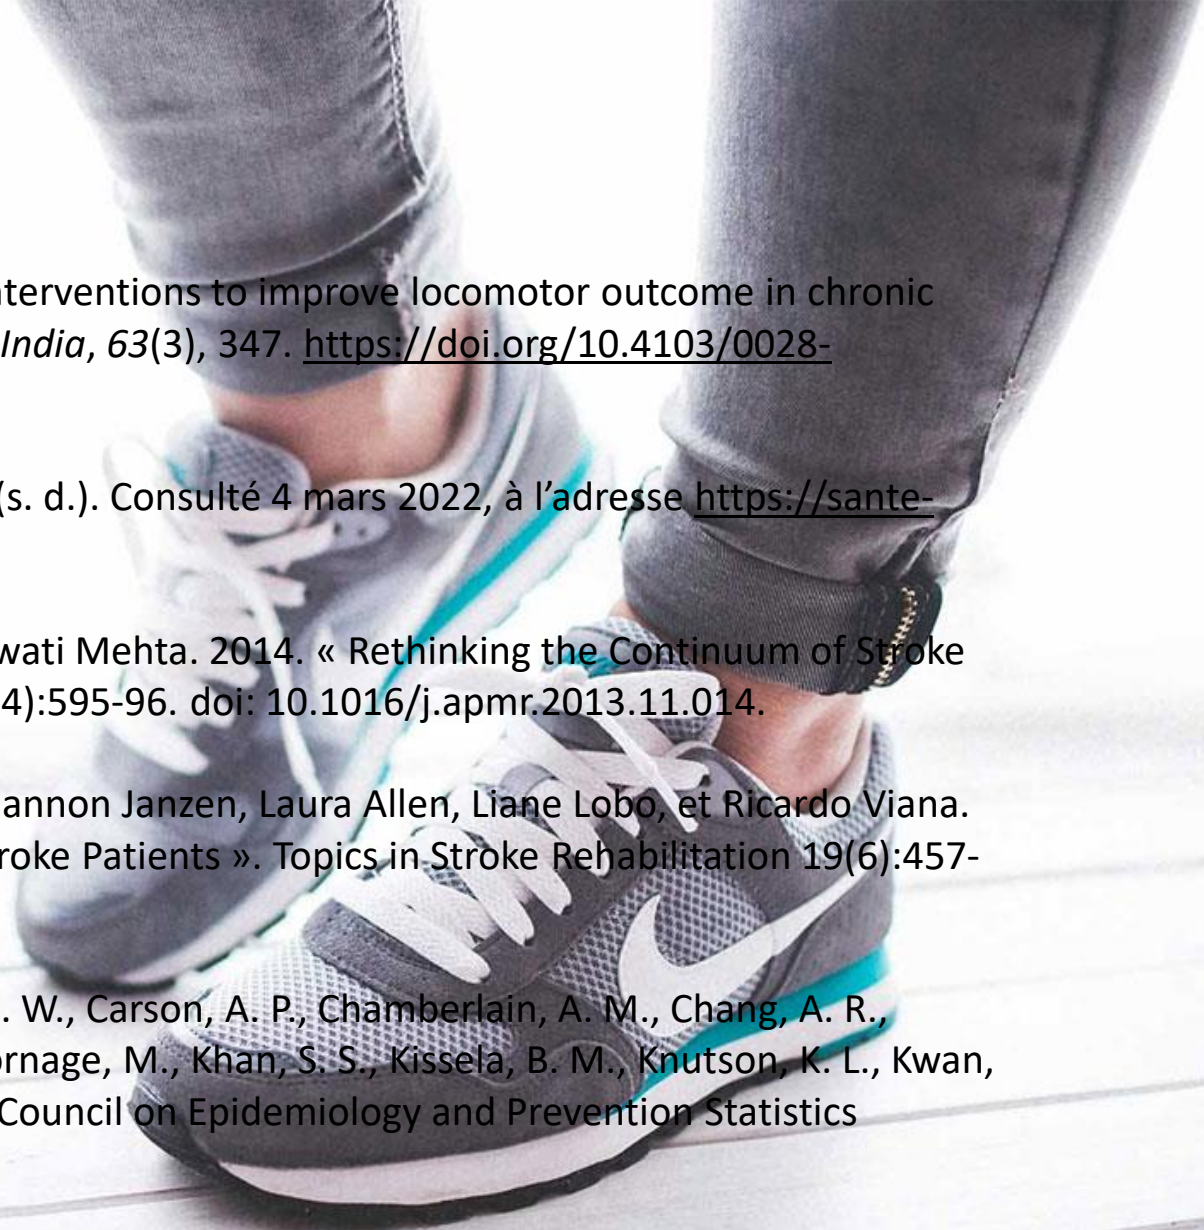 nterventions to improve locomotor outcome in chronic
India, 63(3), 347. https://doi.org/10.4103/0028-
(s. d.). Consulté 4 mars 2022, à l’adresse https://sante-
wati Mehta. 2014. « Rethinking the Continuum of Stroke
4):595-96. doi: 10.1016/j.apmr.2013.11.014.
annon Janzen, Laura Allen, Liane Lobo, et Ricardo Viana.
roke Patients ». Topics in Stroke Rehabilitation 19(6):457-
. W., Carson, A. P., Chamberlain, A. M., Chang, A. R.,
ornage, M., Khan, S. S., Kissela, B. M., Knutson, K. L., Kwan,
Council on Epidemiology and Prevention Statistics